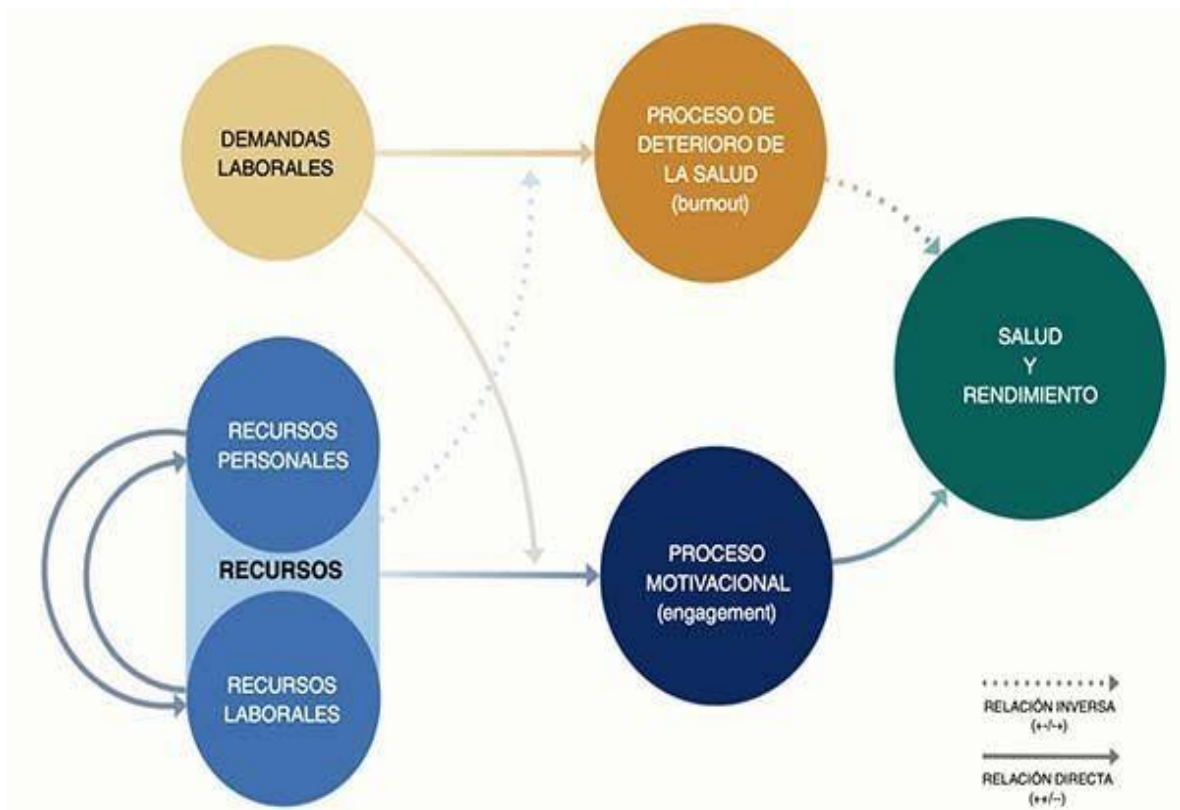 DEMANDAS
LABORALES
PROCESO DE
DETERIORO DE
LA SALUD
(burnout)
SALUD
Y
RENDIMIENTO
RECURSOS
PERSONALES
RECURSOS
PROCESO
MOTIVACIONAL
(engagement)
RECURSOS
LABORALES
RELACIÓN INVERSA
(+-/-+)
RELACIÓN DIRECTA
(++/--)